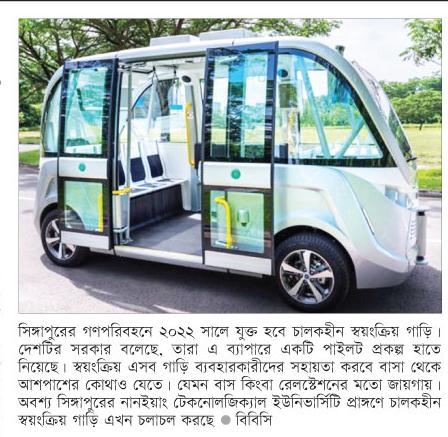 সিঙ্গাপুরের গণপরিবহনে ২০২২ সালে যুক্ত হবে চালকহীন স্বয়ংক্রিয় গাড়ি।
দেশটির সরকার বলেছে, তারা এ ব্যাপারে একটি পাইলট প্রকল্প হাতে
নিয়েছে। স্বয়ংক্রিয় এসব গাড়ি ব্যবহারকারীদের সহায়তা করবে বাসা থেকে
আশপাশের কোথাও যেতে। যেমন বাস কিংবা রেলস্টেশনের মতো জায়গায়।
অবশ্য সিঙ্গাপুরের নানইয়াং টেকনোলজিক্যাল ইউনিভার্সিটি প্রাঙ্গণে চালকহীন
স্বয়ংক্রিয় গাড়ি এখন চলাচল করছে ● বিবিসি